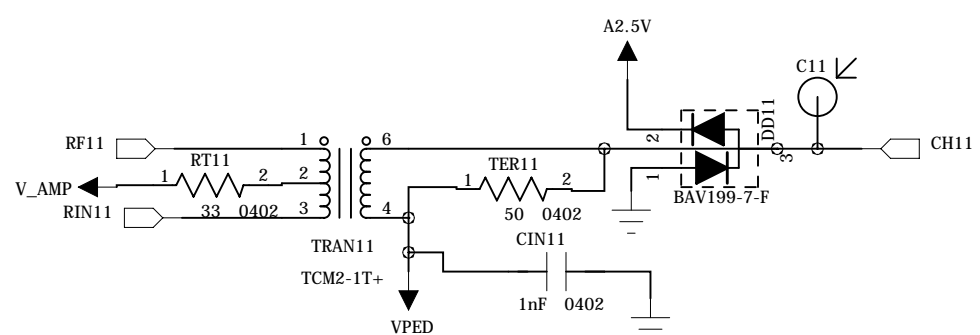 A2.5V
C11
DD11
2
1
3
BAV199-7-F
CH11
RF11
1
6
RT11
TER11
V_AMP
1
2
2
1
2
RIN11
33 0402
3
4
50 0402
TRAN11
CIN11
TCM2-1T+
1nF 0402
VPED